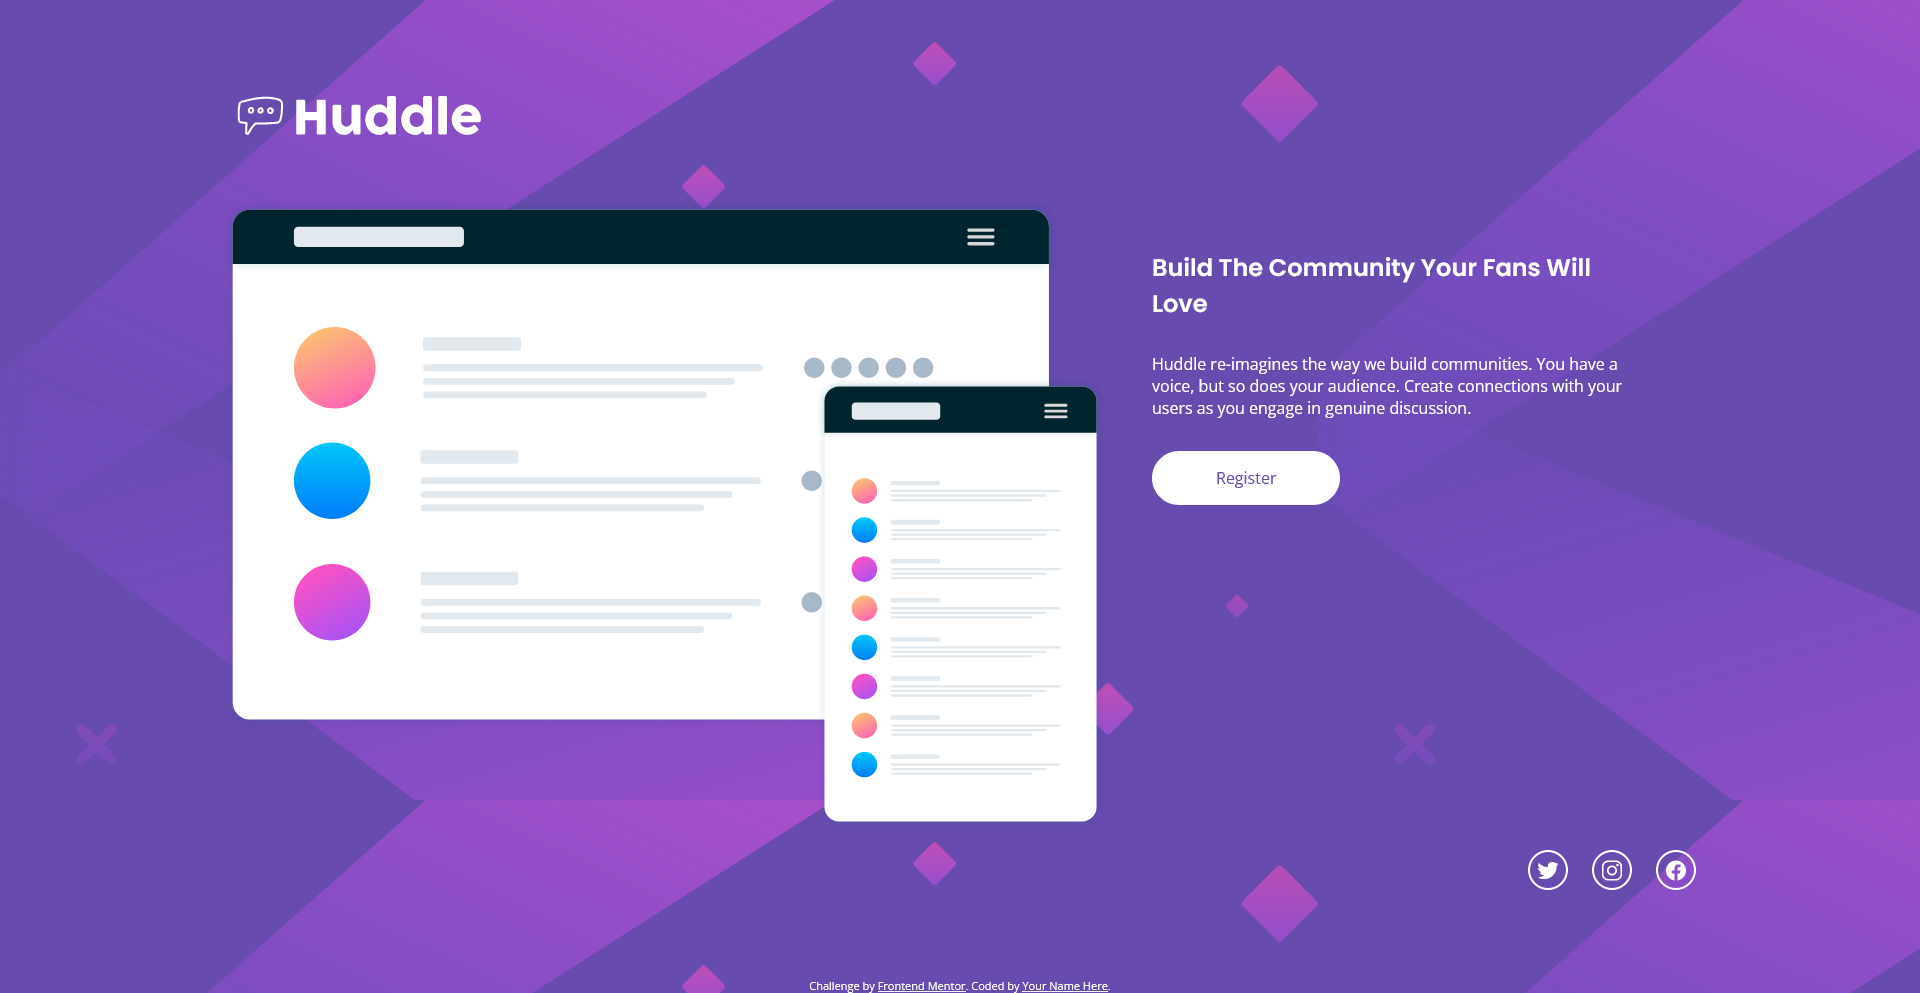 Huddle
Build The Community Your Fans Will
Love
Huddle re-imagines the way we build communities. You have a
voice, but so does your audience. Create connections with your
users as you engage in genuine discussion.
Register
Challenge by Frontend Mentor. Coded by Your Name Here.